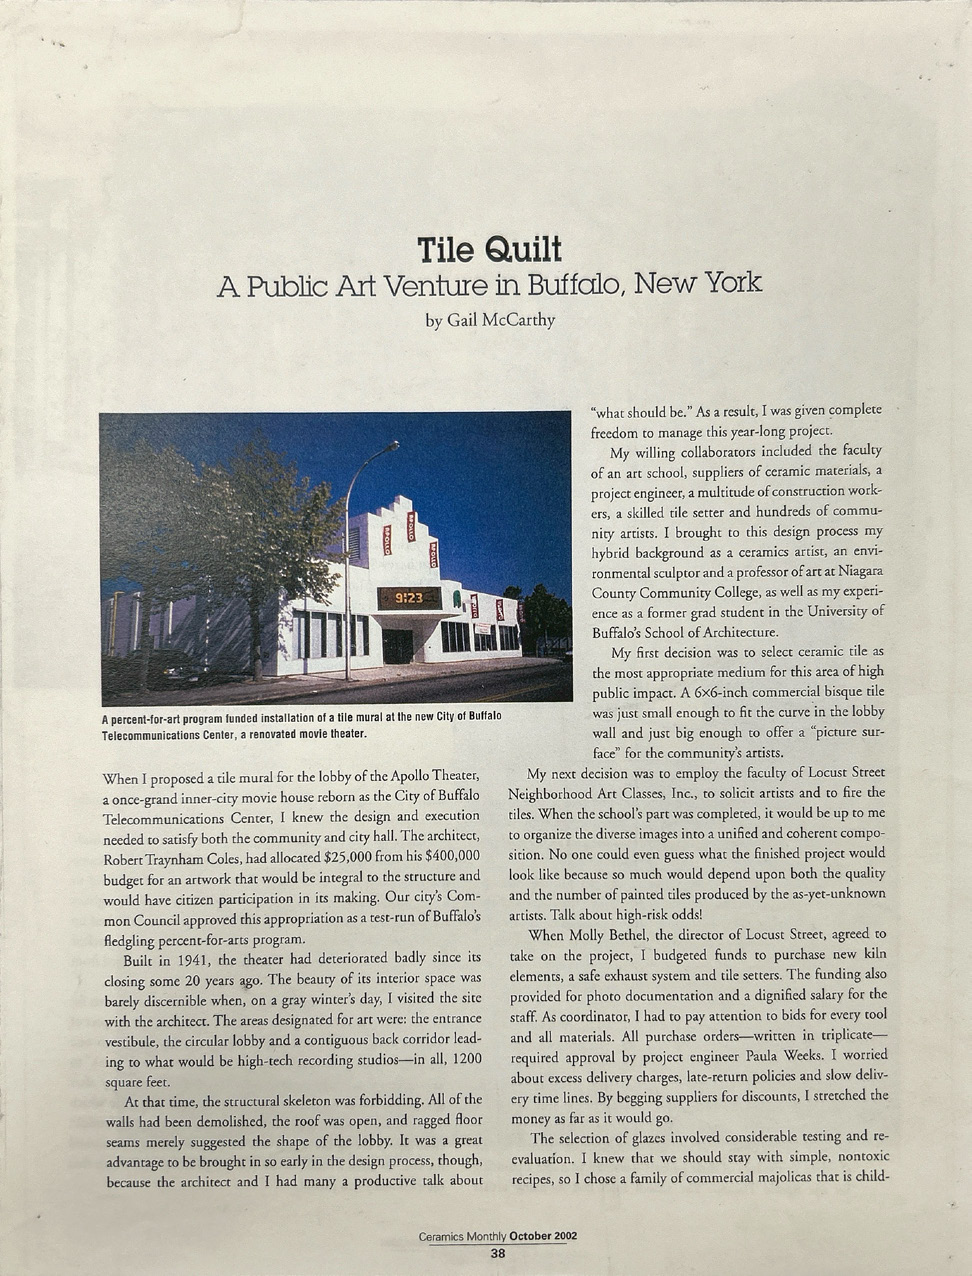 Tile Quilt
A Public Art Venture in Buffalo, New York
by Gail McCarthy
APOLLO
APOLLO
APOLLO
9:23
A percent-for-art program funded installation of a tile mural at the new City of Buffalo
Telecommunications Center, a renovated movie theater.
When I proposed a tile mural for the lobby of the Apollo Theater,
a once-grand inner-city movie house reborn as the City of Buffalo
Telecommunications Center, I knew the design and execution
needed to satisfy both the community and city hall. The architect,
Robert Traynham Coles, had allocated $25,000 from his $400,000
budget for an artwork that would be integral to the structure and
would have citizen participation in its making. Our city's Com-
mon Council approved this appropriation as a test-run of Buffalo's
fledgling percent-for-arts program.
Built in 1941, the theater had deteriorated badly since its
closing some 20 years ago. The beauty of its interior space was
barely discernible when, on a gray winter's day, I visited the site
with the architect. The areas designated for art were: the entrance
vestibule, the circular lobby and a contiguous back corridor lead-
ing to what would be high-tech recording studios—in all, 1200
square feet.
At that time, the structural skeleton was forbidding. All of the
walls had been demolished, the roof was open, and ragged floor
seams merely suggested the shape of the lobby. It was a great
advantage to be brought in so early in the design process, though,
because the architect and I had many a productive talk about
"what should be." As a result, I was given complete
freedom to manage this year-long project.
My willing collaborators included the faculty
of an art school, suppliers of ceramic materials, a
project engineer, a multitude of construction work-
ers, a skilled tile setter and hundreds of commu-
nity artists. I brought to this design process my
hybrid background as a ceramics artist, an envi-
ronmental sculptor and a professor of art at Niagara
County Community College, as well as my experi-
ence as a former grad student in the University of
Buffalo's School of Architecture.
My first decision was to select ceramic tile as
the most appropriate medium for this area of high
public impact. A 6×6-inch commercial bisque tile
was just small enough to fit the curve in the lobby
wall and just big enough to offer a "picture sur-
face" for the community's artists.
My next decision was to employ the faculty of Locust Street
Neighborhood Art Classes, Inc., to solicit artists and to fire the
tiles. When the school's part was completed, it would be up to me
to organize the diverse images into a unified and coherent compo-
sition. No one could even guess what the finished project would
look like because so much would depend upon both the quality
and the number of painted tiles produced by the as-yet-unknown
artists. Talk about high-risk odds!
When Molly Bethel, the director of Locust Street, agreed to
take on the project, I budgeted funds to purchase new kiln
elements, a safe exhaust system and tile setters. The funding also
provided for photo documentation and a dignified salary for the
staff. As coordinator, I had to pay attention to bids for every tool
and all materials. All purchase orders—written in triplicate—
required approval by project engineer Paula Weeks. I worried
about excess delivery charges, late-return policies and slow deliv-
ery time lines. By begging suppliers for discounts, I stretched the
money as far as it would go.
The selection of glazes involved considerable testing and re-
evaluation. I knew that we should stay with simple, nontoxic
recipes, so I chose a family of commercial majolicas that is child-
Ceramics Monthly October 2002
38